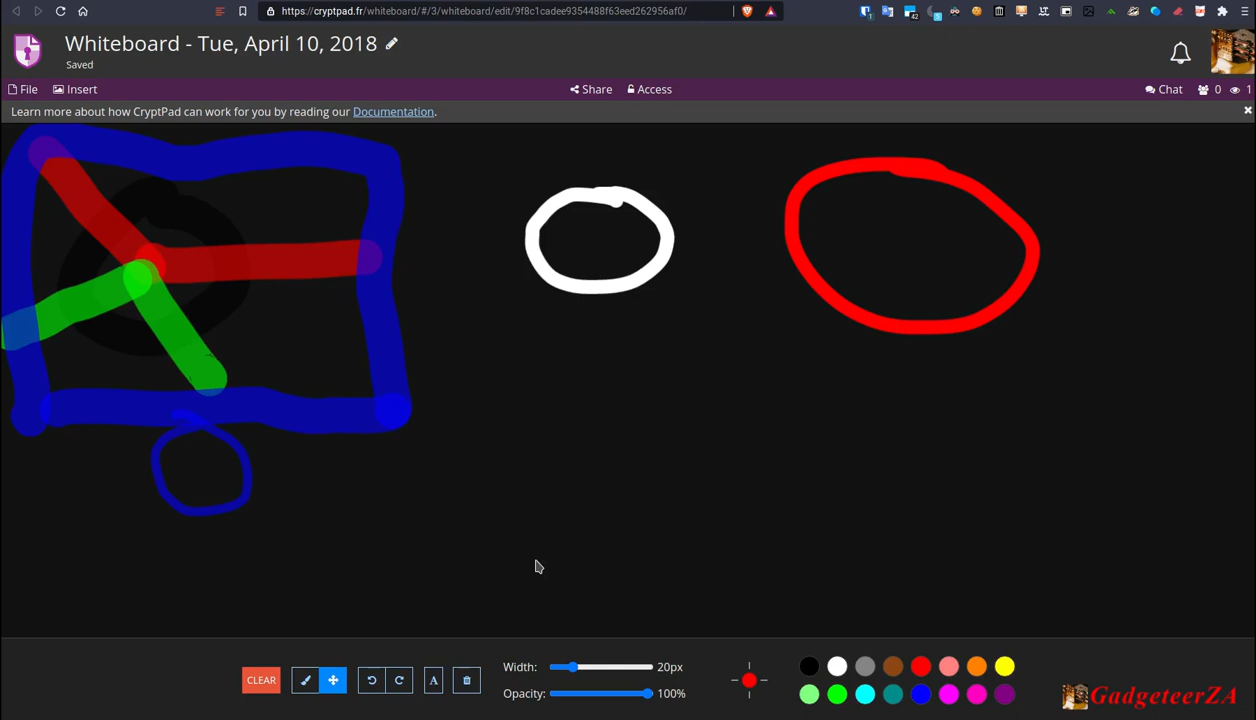 https://cryptpad.fr/whiteboard/#/3/whiteboard/edit/9f8c1cadee9354488f63eed262956af0/
Whiteboard - Tue, April 10, 2018
Saved
File Insert Share Access Chat 0 1
Learn more about how CryptPad can work for you by reading our Documentation.
CLEAR A Width: 20px
Opacity: 100%
GadgeteerZA